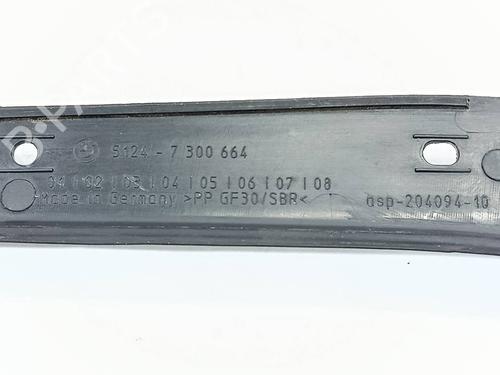 5124 - 7 300 664
01 | 02 | 03 | 04 | 05 | 06 | 07 | 08
Made in Germany >PP GF30/SBR< asp-204094-10